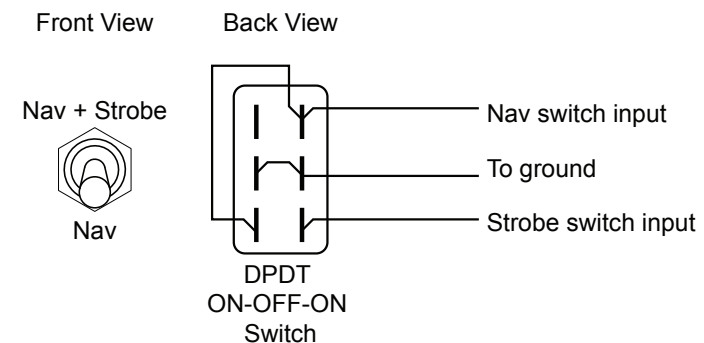 Front View
Back View
Nav + Strobe
Nav
Nav switch input
To ground
Strobe switch input
DPDT
ON-OFF-ON
Switch